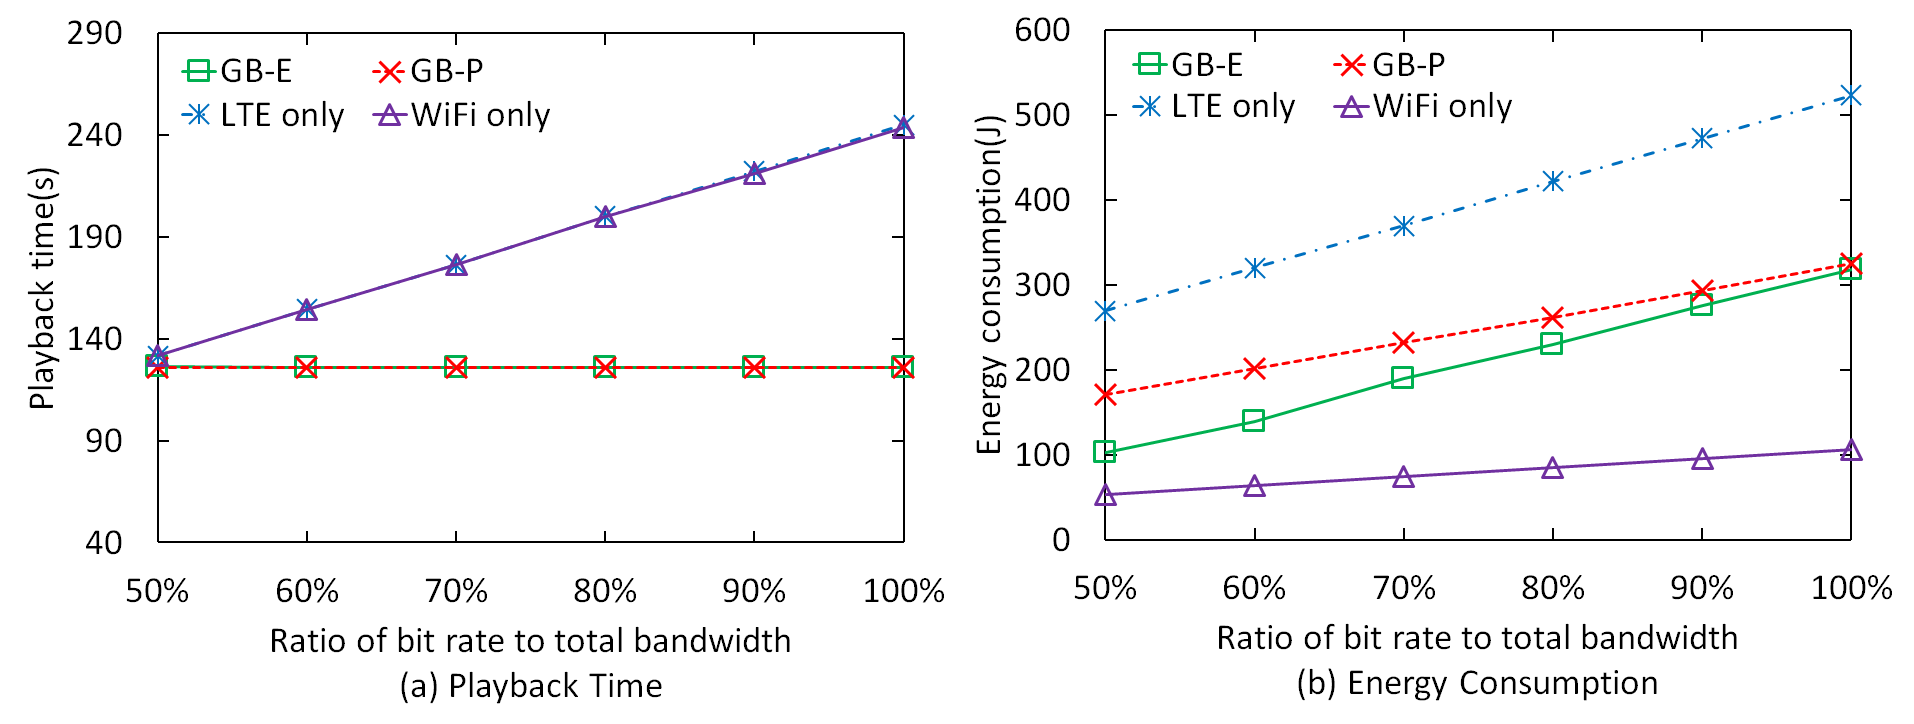 290
240
190
140
90
40
Playback time(s)
GB-E GB-P
LTE only WiFi only
50% 60% 70% 80% 90% 100%
Ratio of bit rate to total bandwidth
(a) Playback Time
600
500
400
300
200
100
0
Energy consumption(J)
GB-E GB-P
LTE only WiFi only
50% 60% 70% 80% 90% 100%
Ratio of bit rate to total bandwidth
(b) Energy Consumption